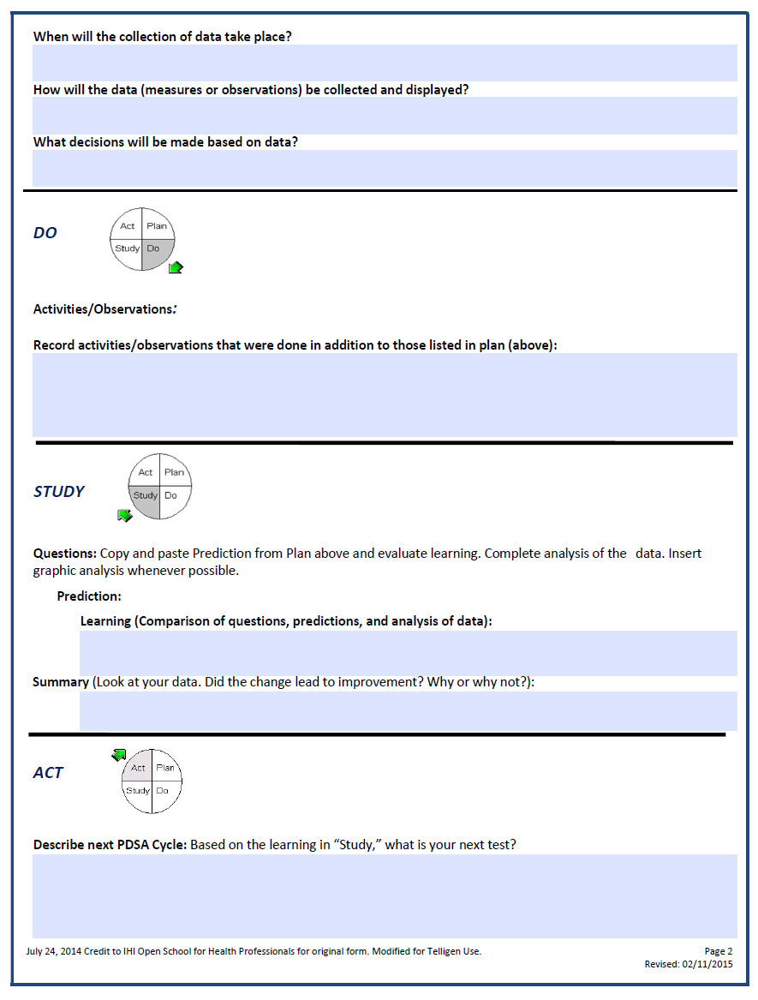 When will the collection of data take place?
How will the data (measures or observations) be collected and displayed?
What decisions will be made based on data?
DO
Act Plan
Study Do
Activities/Observations:
Record activities/observations that were done in addition to those listed in plan (above):
STUDY
Act Plan
Study Do
Questions: Copy and paste Prediction from Plan above and evaluate learning. Complete analysis of the data. Insert
graphic analysis whenever possible.
Prediction:
Learning (Comparison of questions, predictions, and analysis of data):
Summary (Look at your data. Did the change lead to improvement? Why or why not?):
ACT
Act Plan
Study Do
Describe next PDSA Cycle: Based on the learning in “Study,” what is your next test?
July 24, 2014 Credit to IHI Open School for Health Professionals for original form. Modified for Telligen Use. Page 2
Revised: 02/11/2015